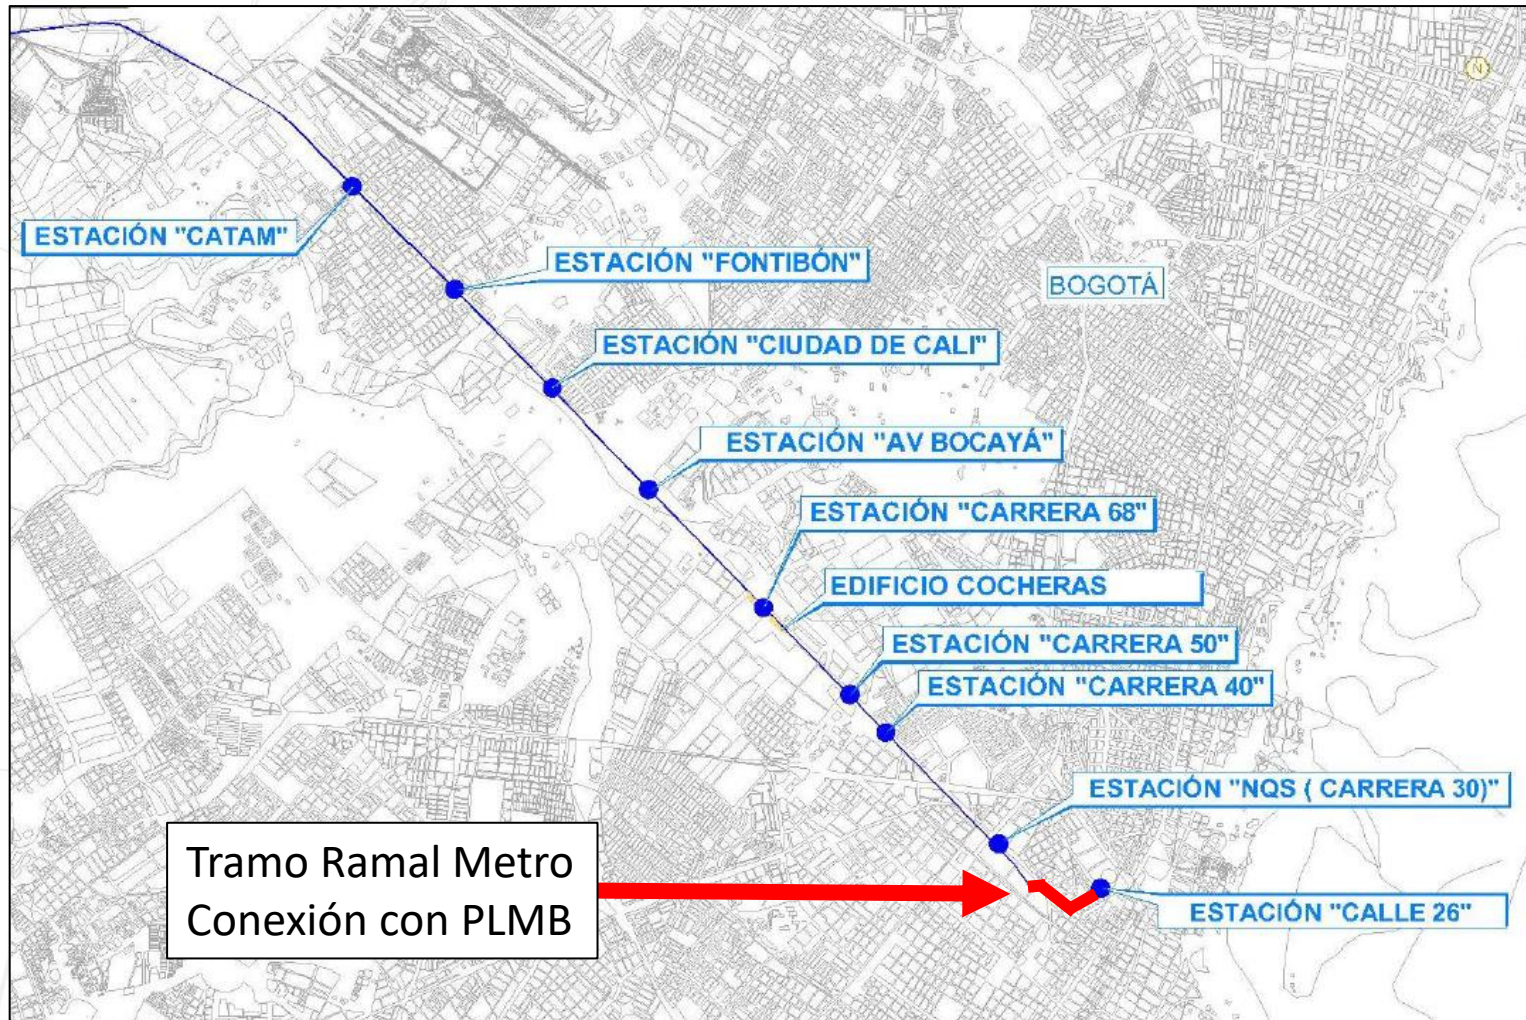 N
ESTACIÓN "CATAM"
ESTACIÓN "FONTIBÓN"
BOGOTÁ
ESTACIÓN "CIUDAD DE CALI"
ESTACIÓN "AV BOCAYÁ"
ESTACIÓN "CARRERA 68"
EDIFICIO COCHERAS
ESTACIÓN "CARRERA 50"
ESTACIÓN "CARRERA 40"
ESTACIÓN "NQS ( CARRERA 30)"
Tramo Ramal Metro
Conexión con PLMB
ESTACIÓN "CALLE 26"